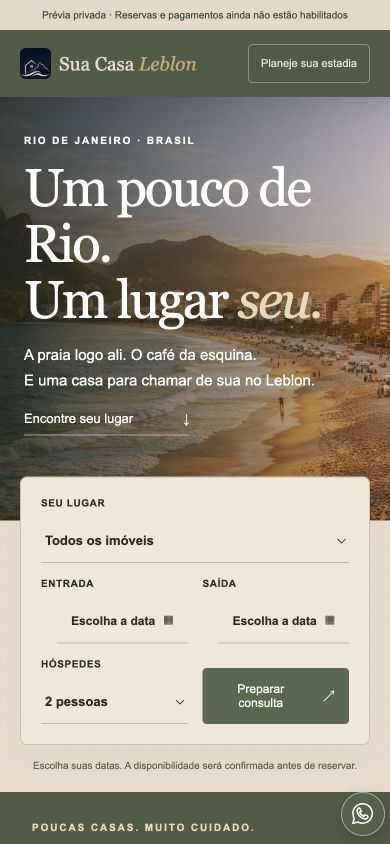 Prévia privada · Reservas e pagamentos ainda não estão habilitados
Sua Casa Leblon
Planeje sua estadia
RIO DE JANEIRO · BRASIL
Um pouco de
Rio.
Um lugar seu.
A praia logo ali. O café da esquina.
E uma casa para chamar de sua no Leblon.
Encontre seu lugar ↓
SEU LUGAR
Todos os imóveis
ENTRADA
SAÍDA
Escolha a data
Escolha a data
HÓSPEDES
2 pessoas
Preparar
consulta
Escolha suas datas. A disponibilidade será confirmada antes de reservar.
POUCAS CASAS. MUITO CUIDADO.